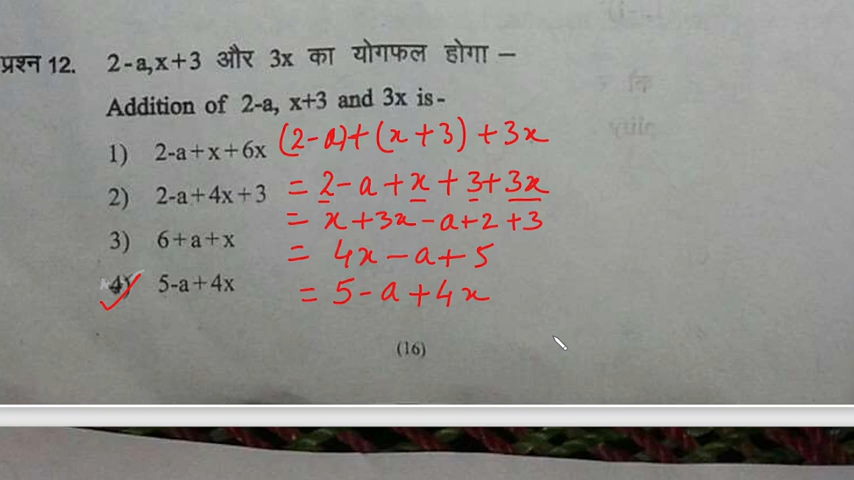 प्रश्न 12. 2-a,x+3 और 3x का योगफल होगा –
Addition of 2-a, x+3 and 3x is-
1) 2-a+x+6x
(2-a)+(x+3)+3x
2) 2-a+4x+3
= 2-a+x+3+3x
= x+3x-a+2+3
3) 6+a+x
= 4x-a+5
4) 5-a+4x
= 5-a+4x
(16)